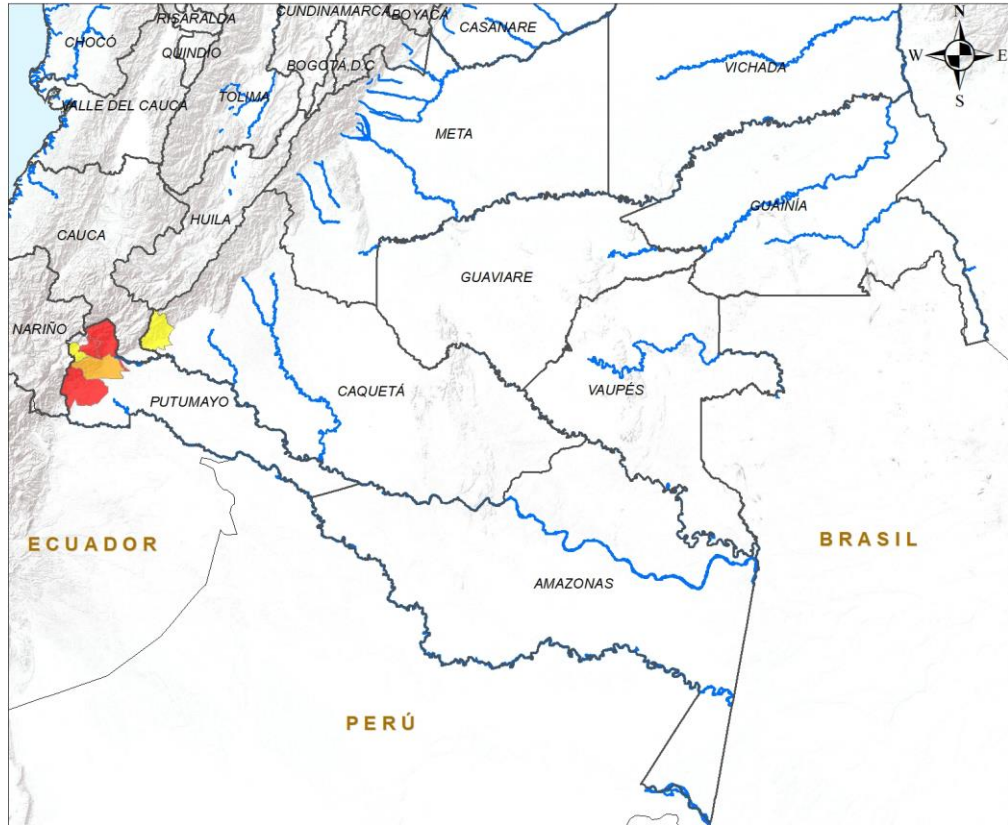 RISARALDA
CUNDINAMARCA
BOYACÁ
CASANARE
N
CHOCÓ
QUINDÍO
BOGOTÁ D.C
W
E
VICHADA
VALLE DEL CAUCA
TOLIMA
S
META
GUAINÍA
HUILA
CAUCA
GUAVIARE
NARIÑO
CAQUETÁ
VAUPÉS
PUTUMAYO
ECUADOR
BRASIL
AMAZONAS
PERÚ